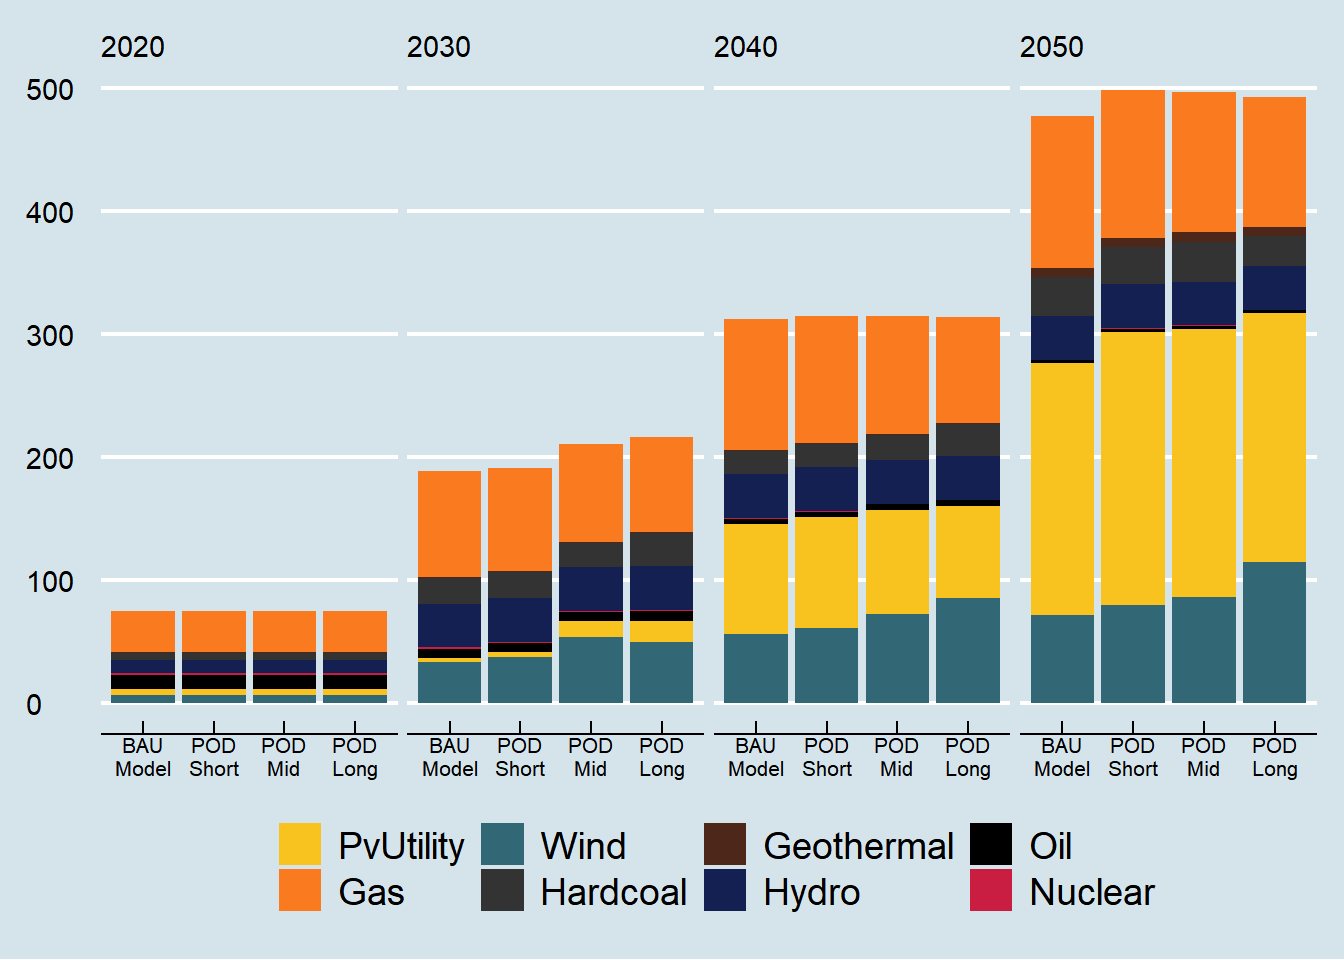 2020 2030 2040 2050
500
400
300
200
100
0
BAU POD POD POD BAU POD POD POD BAU POD POD POD BAU POD POD POD
Model Short Mid Long Model Short Mid Long Model Short Mid Long Model Short Mid Long
PvUtility Wind Geothermal Oil
Gas Hardcoal Hydro Nuclear